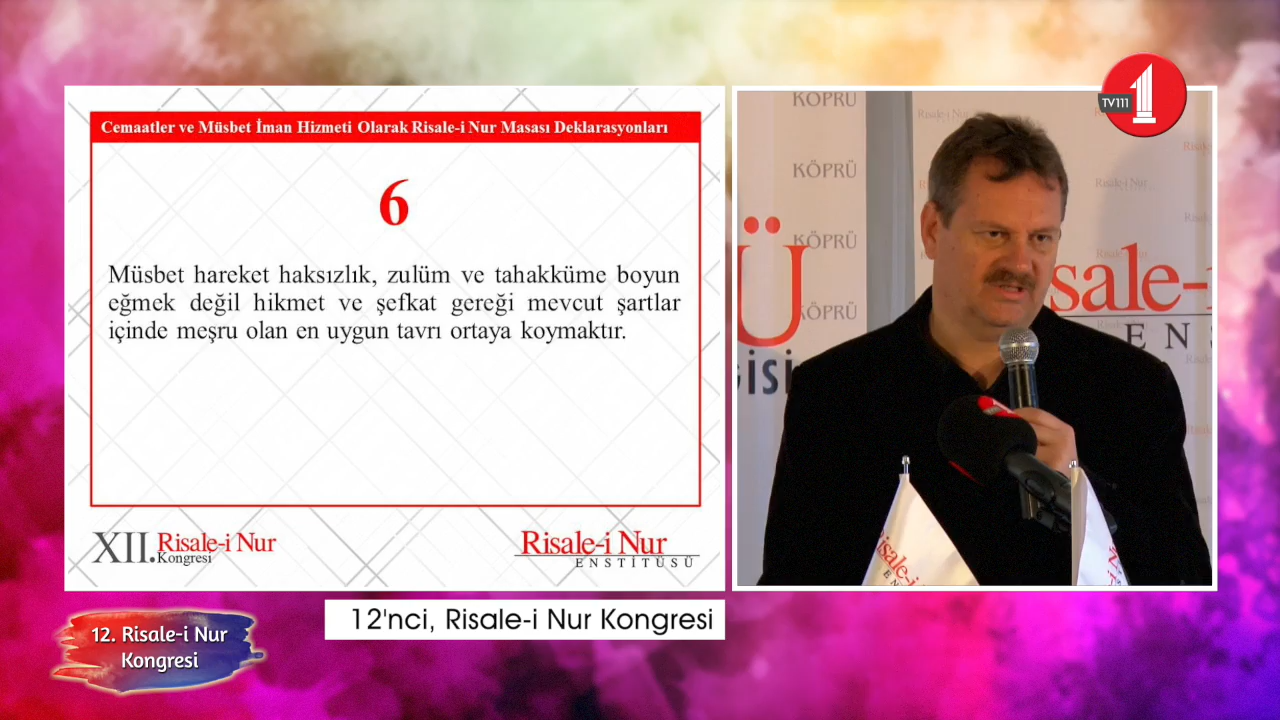 Cemaatler ve Müsbet İman Hizmeti Olarak Risale-i Nur Masası Deklarasyonları
6
Müsbet hareket haksızlık, zulüm ve tahakküme boyun
eğmek değil hikmet ve şefkat gereği mevcut şartlar
içinde meşru olan en uygun tavrı ortaya koymaktır.
XII. Risale-i Nur
Kongresi
Risale-i Nur
ENSTİTÜSÜ
12'nci, Risale-i Nur Kongresi
12. Risale-i Nur
Kongresi
TV111
1
KÖPRÜ
Risale-i Nur
KÖPRÜ
Risale-i Nur
KÖPRÜ
KÖPRÜ